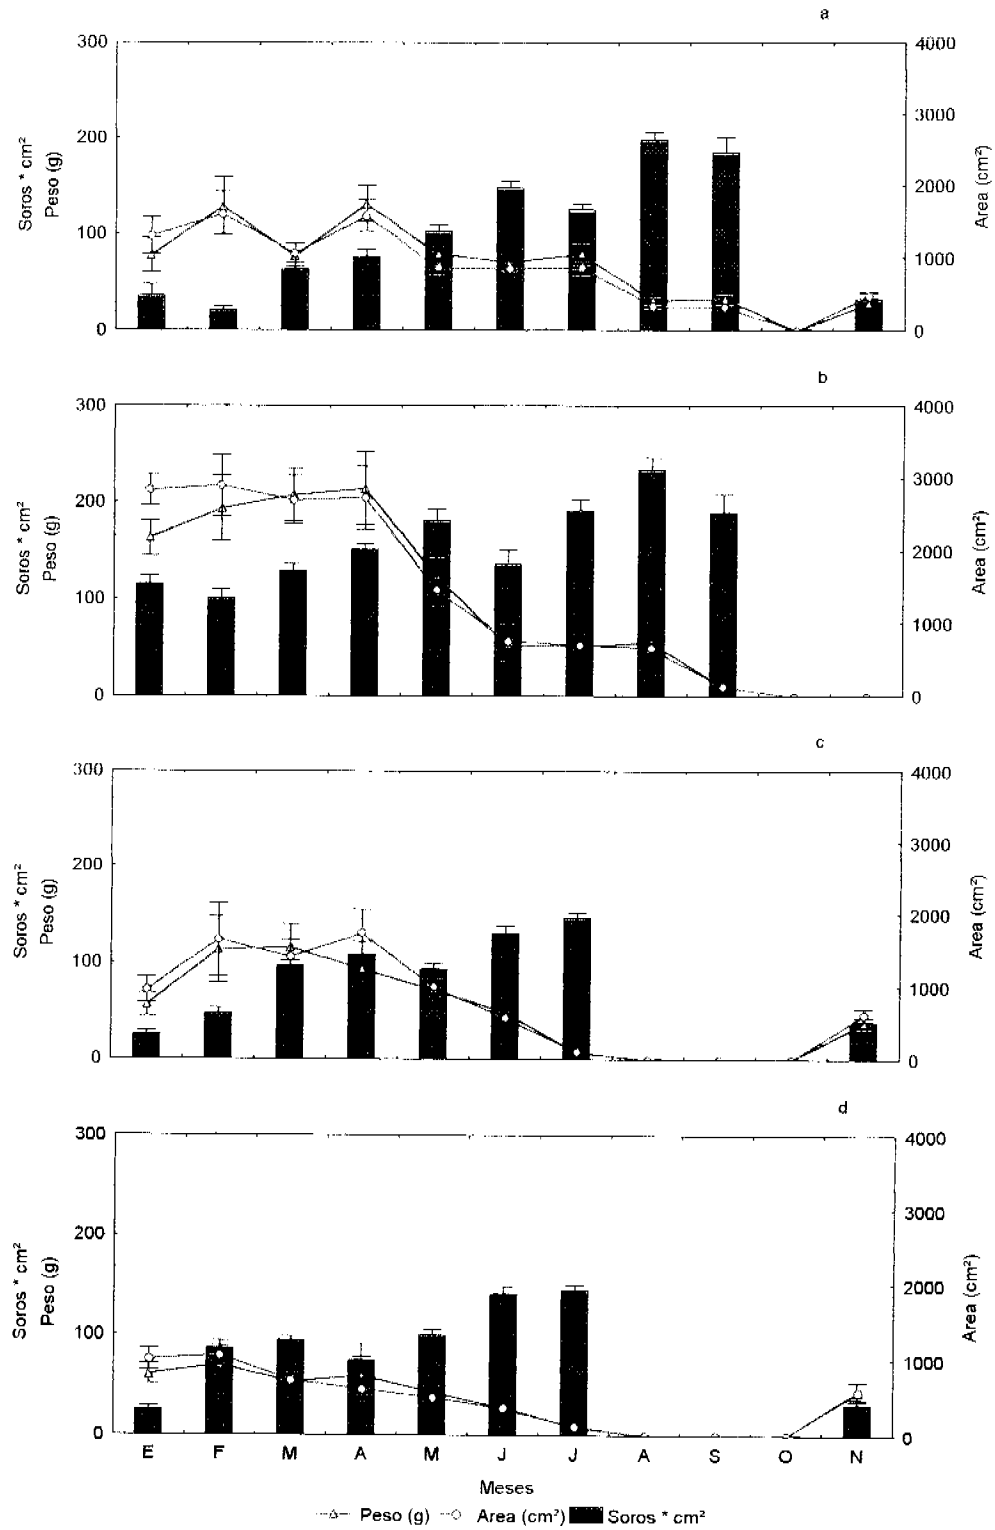 a
300
200
100
0
Soros * cm²
Peso (g)
4000
3000
2000
1000
0
Area (cm²)
b
300
200
100
0
Soros * cm²
Peso (g)
4000
3000
2000
1000
0
Area (cm²)
c
300
200
100
0
Soros * cm²
Peso (g)
4000
3000
2000
1000
0
Area (cm²)
d
300
200
100
0
Soros * cm²
Peso (g)
4000
3000
2000
1000
0
Area (cm²)
E F M A M J J A S O N
Meses
Peso (g) Area (cm²) Soros * cm²